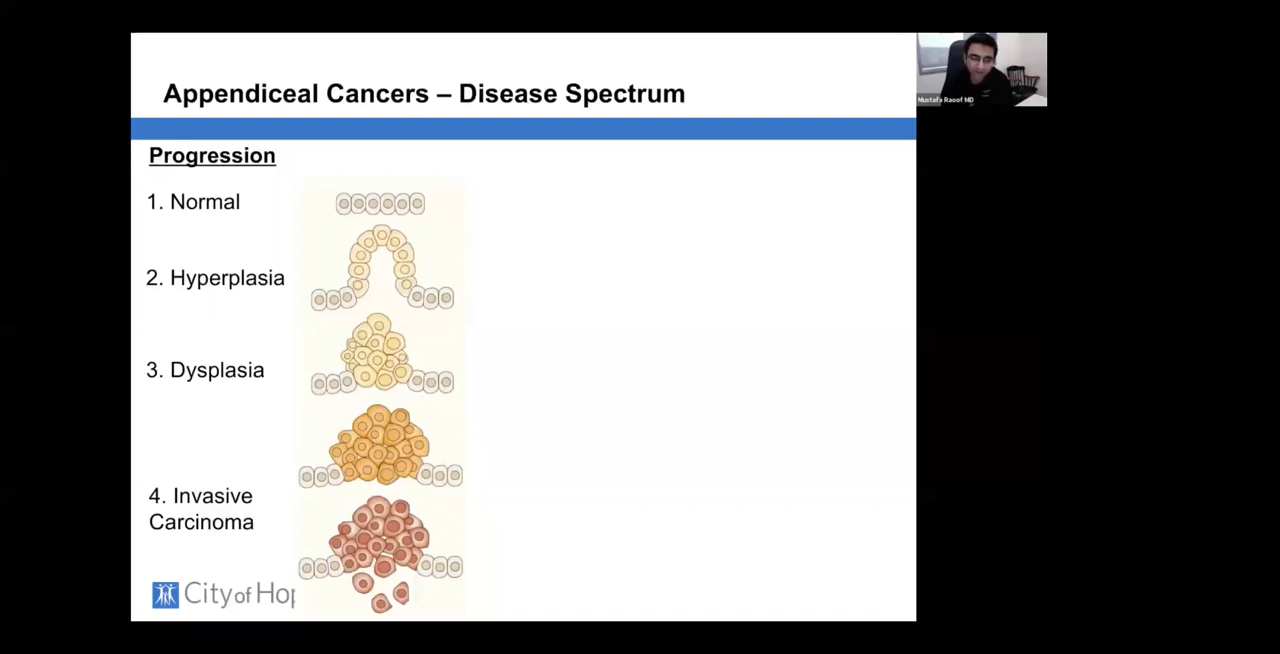 Appendiceal Cancers – Disease Spectrum
Mustafa Raoof MD
Progression
1. Normal
2. Hyperplasia
3. Dysplasia
4. Invasive
Carcinoma
City of Hop